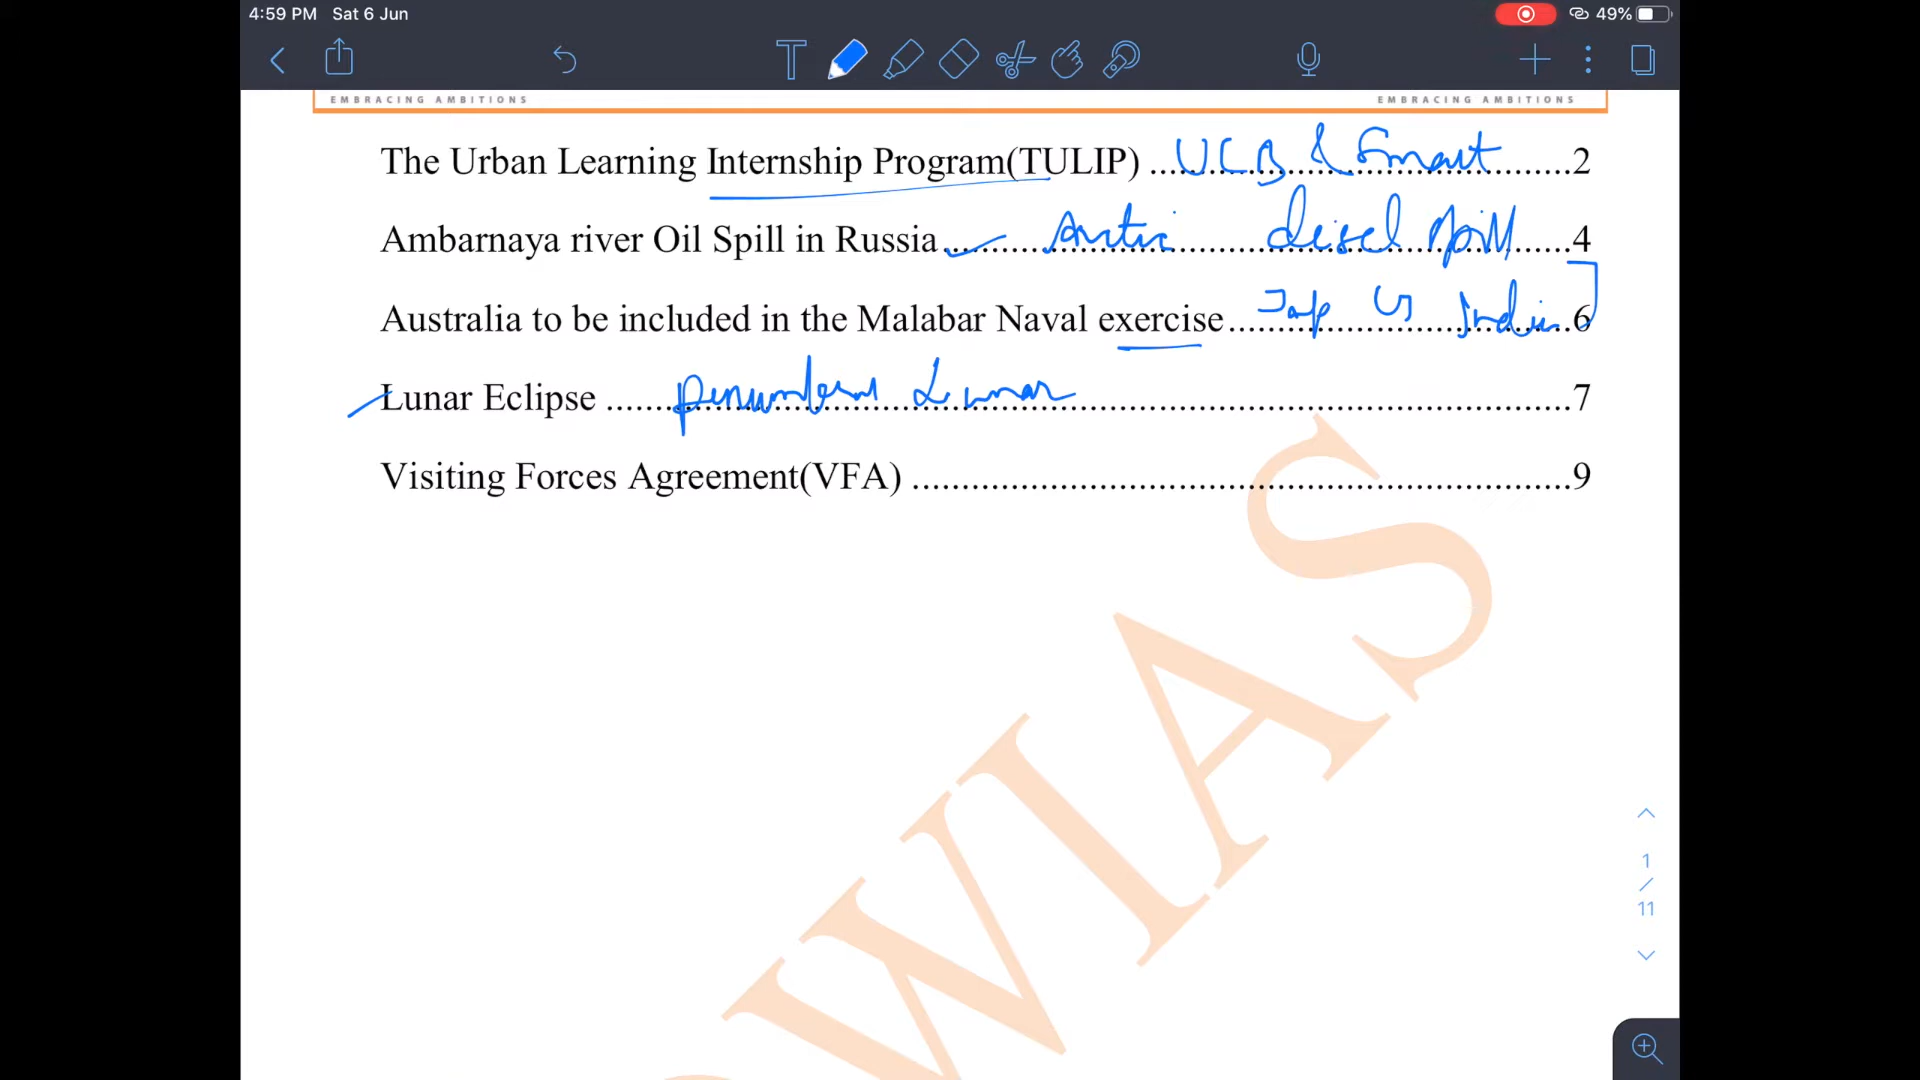 4:59 PM Sat 6 Jun 49%
EMBRACING AMBITIONS EMBRACING AMBITIONS
The Urban Learning Internship Program(TULIP) ..... ULB & Smart .....2
Ambarnaya river Oil Spill in Russia ..... diesel spill .....4
Australia to be included in the Malabar Naval exercise ..... Jap US India .....6
Lunar Eclipse ..... Lunar .....7
Visiting Forces Agreement(VFA) .....9
WIAS
1
/
11